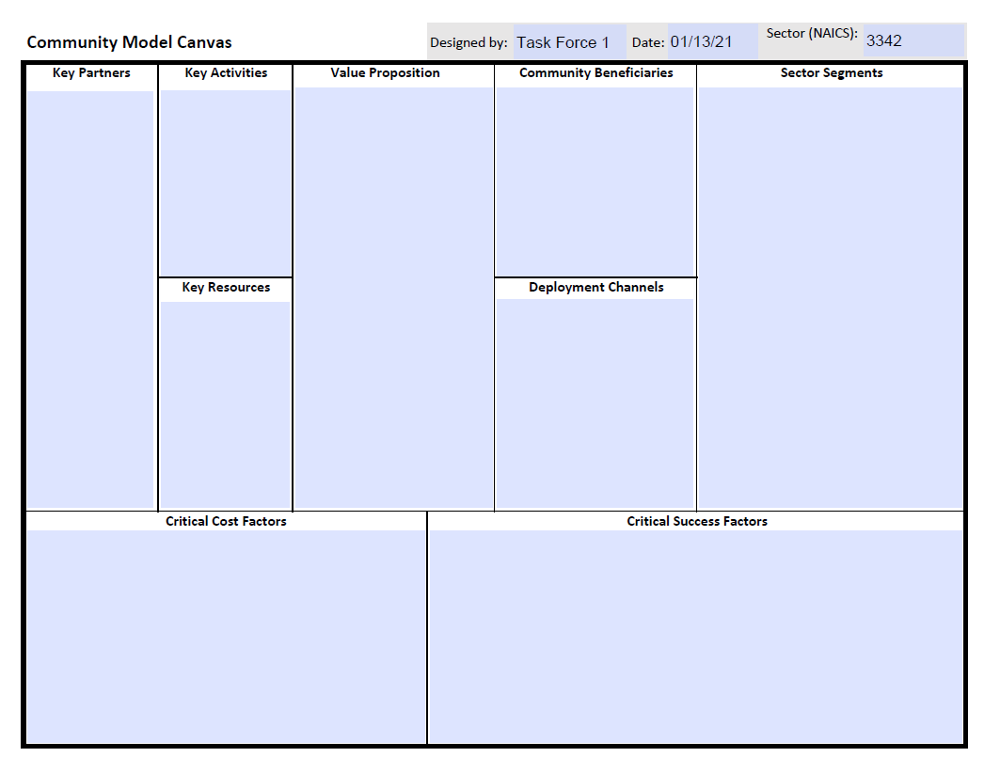 Community Model Canvas
Designed by: Task Force 1 Date: 01/13/21 Sector (NAICS): 3342
Key Partners
Key Activities
Value Proposition
Community Beneficiaries
Sector Segments
Key Resources
Deployment Channels
Critical Cost Factors
Critical Success Factors